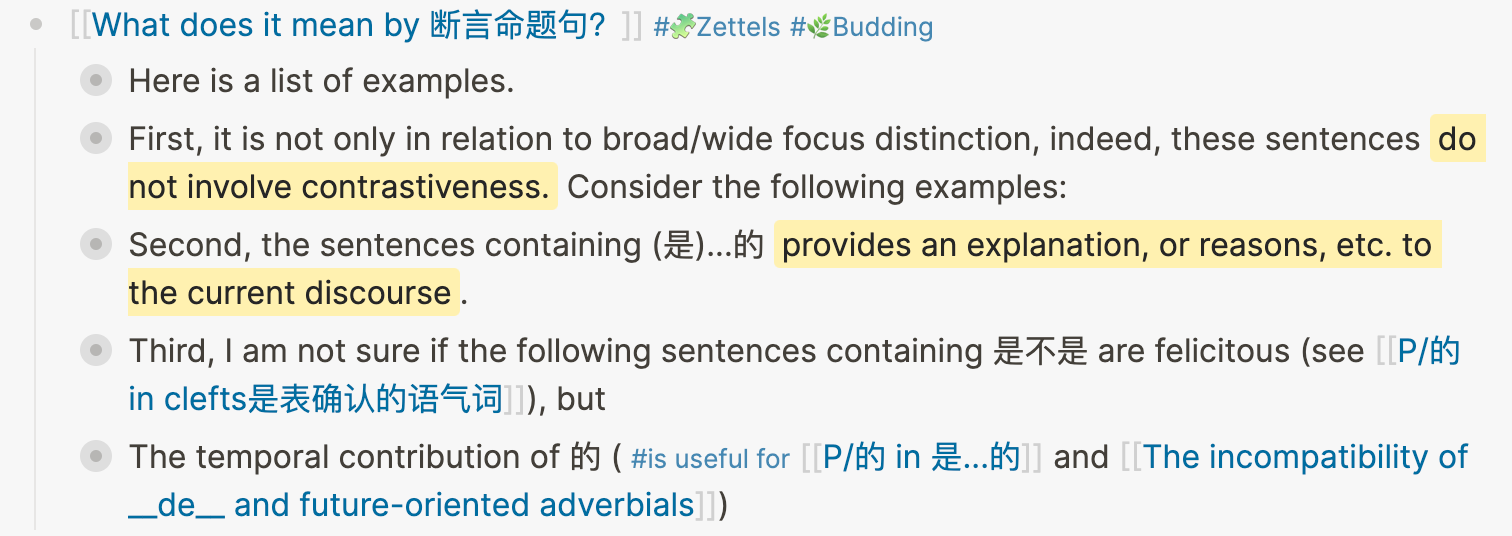 [[What does it mean by 断言命题句? ]] #🧩Zettels #🌿Budding
Here is a list of examples.
First, it is not only in relation to broad/wide focus distinction, indeed, these sentences do
not involve contrastiveness. Consider the following examples:
Second, the sentences containing (是)...的 provides an explanation, or reasons, etc. to
the current discourse.
Third, I am not sure if the following sentences containing 是不是 are felicitous (see [[P/的
in clefts是表确认的语气词]]), but
The temporal contribution of 的 ( #is useful for [[P/的 in 是...的]] and [[The incompatibility of
__de__ and future-oriented adverbials]])